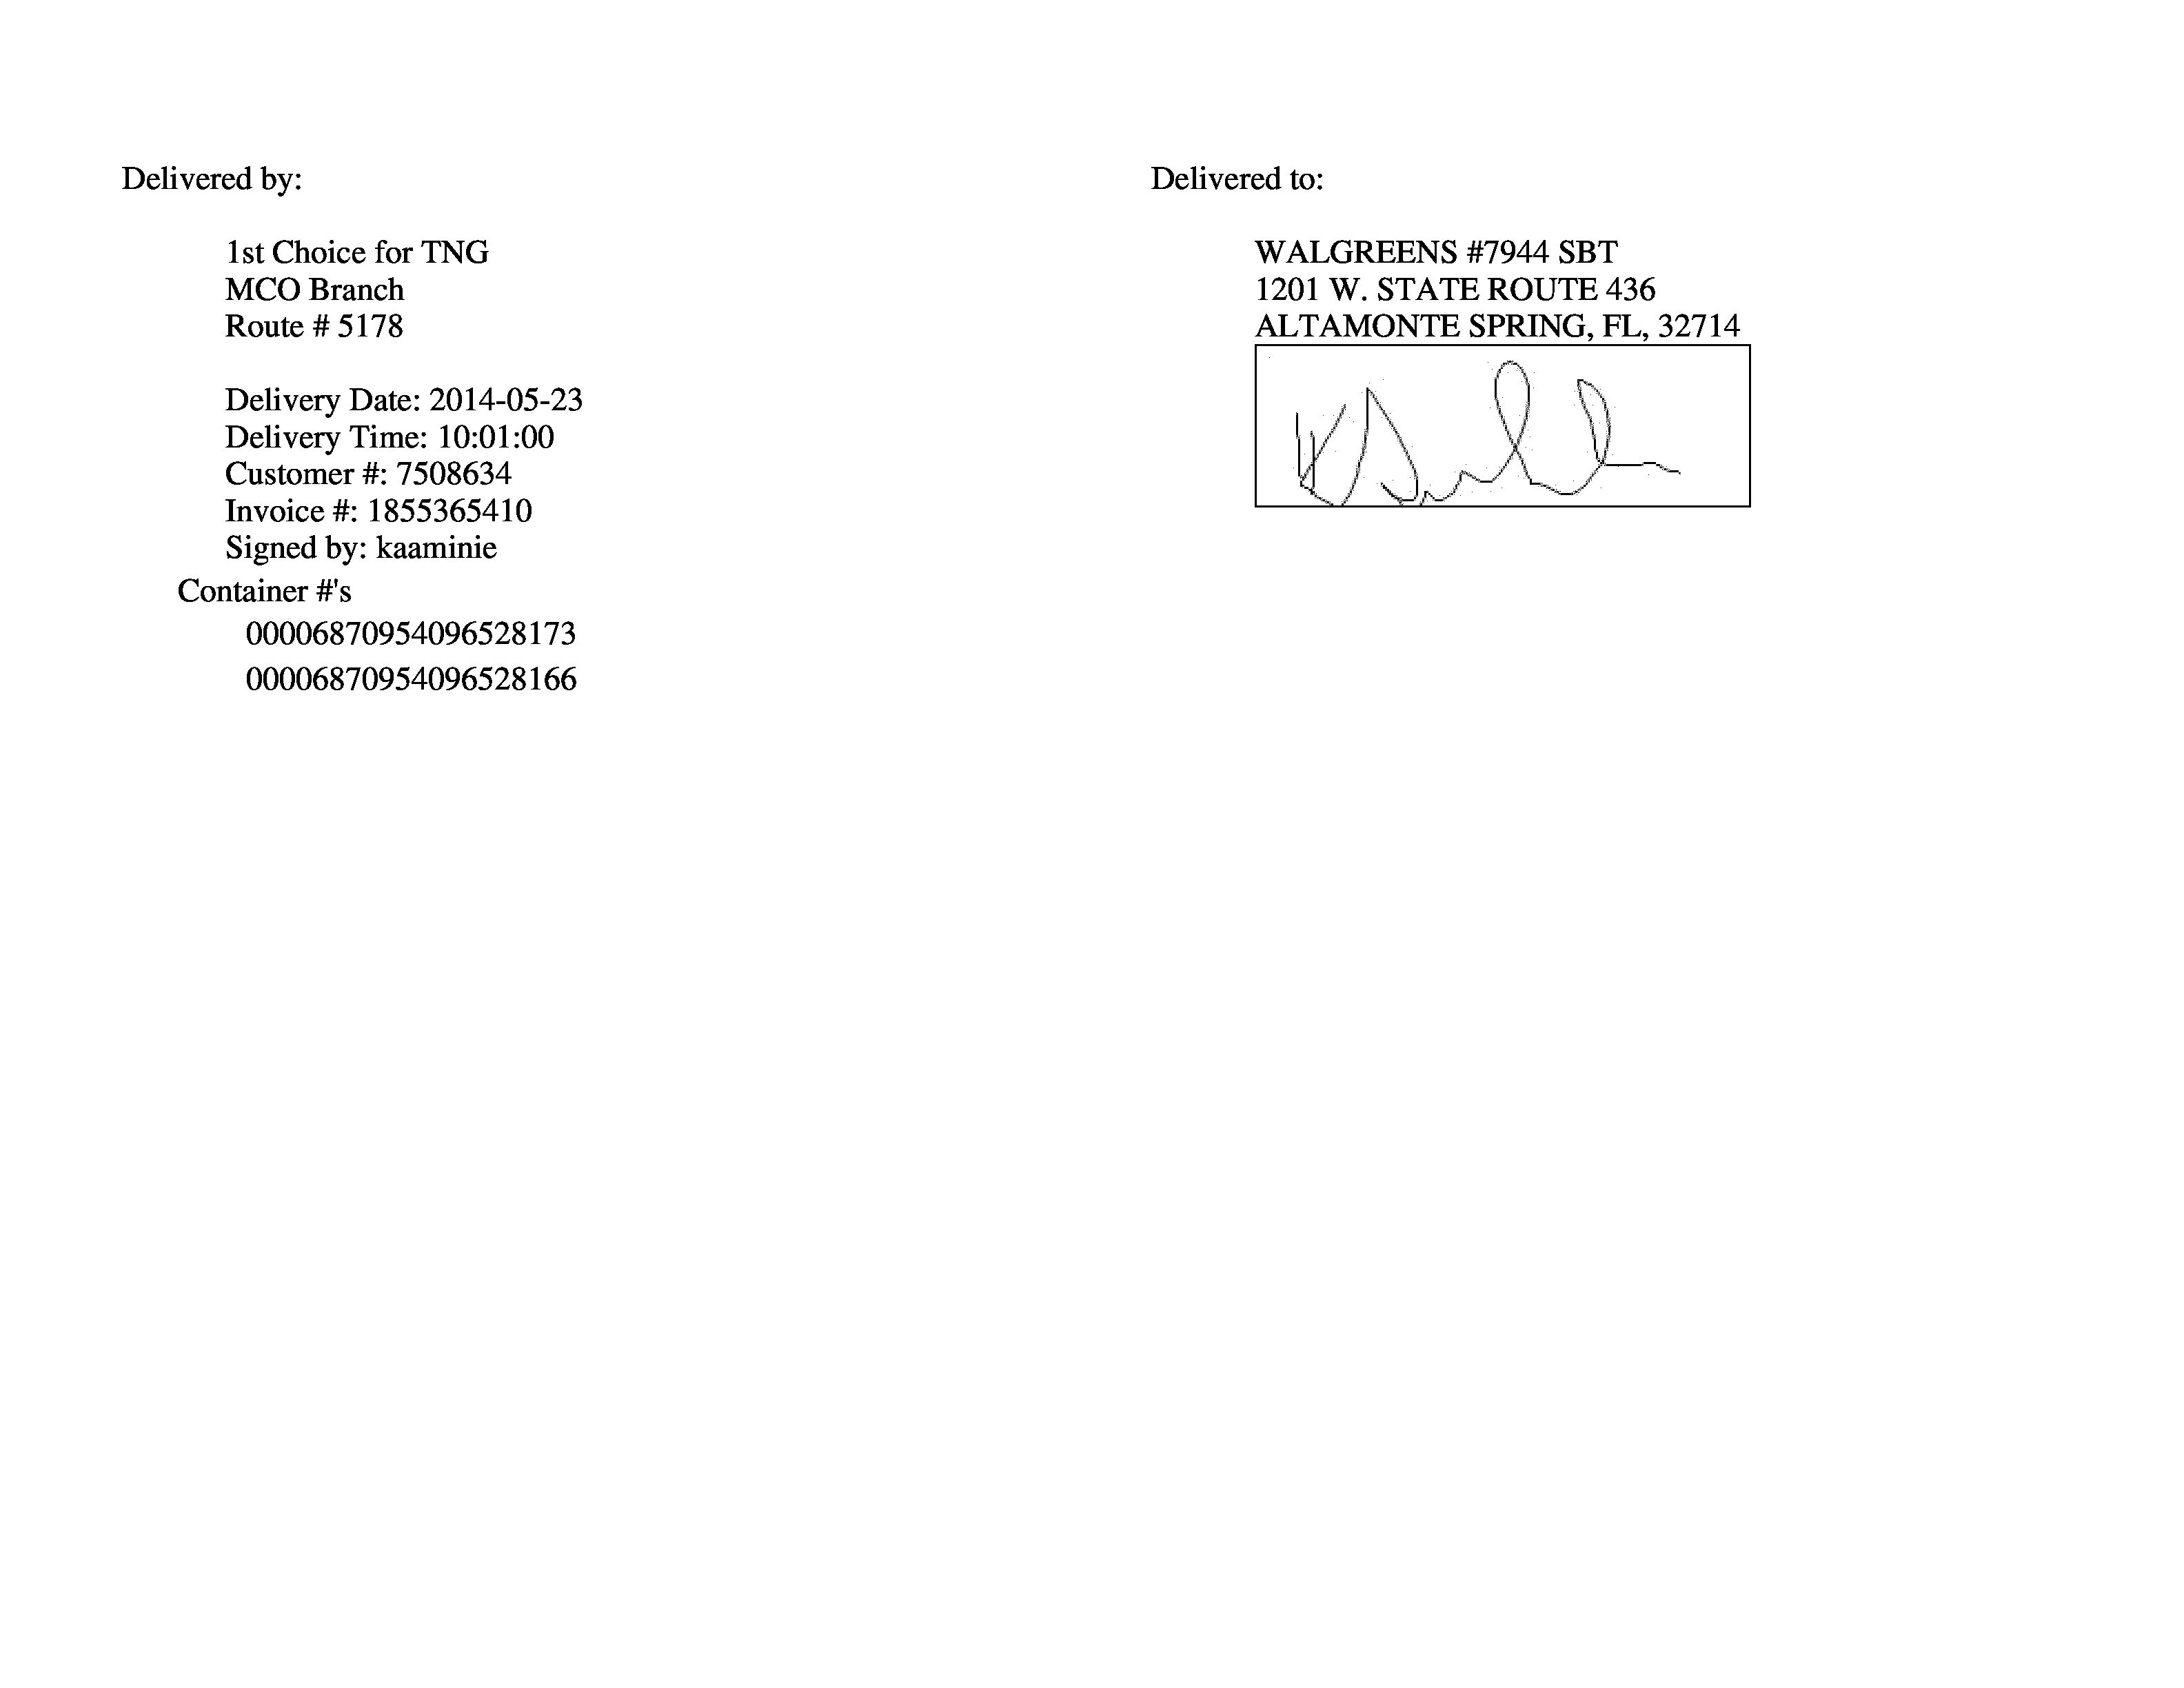 Delivered by:
1st Choice for TNG
MCO Branch
Route # 5178
Delivery Date: 2014-05-23
Delivery Time: 10:01:00
Customer #: 7508634
Invoice #: 1855365410
Signed by: kaaminie
Container #'s
00006870954096528173
00006870954096528166
Delivered to:
WALGREENS #7944 SBT
1201 W. STATE ROUTE 436
ALTAMONTE SPRING, FL, 32714